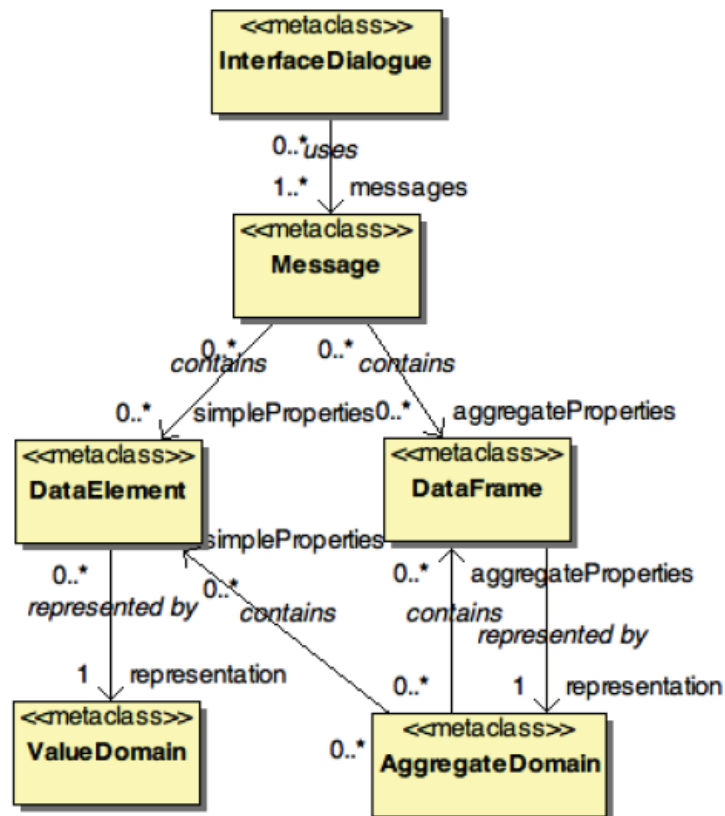 <<metaclass>>
InterfaceDialogue
0..*
uses
1..* messages
<<metaclass>>
Message
0..* 0..*
contains contains
0..* simpleProperties 0..* aggregateProperties
<<metaclass>> <<metaclass>>
DataElement DataFrame
simpleProperties
0..* 0..* 0..* aggregateProperties
represented by contains contains
represented by
1 representation 0..* 1 representation
<<metaclass>> <<metaclass>>
ValueDomain 0..* AggregateDomain